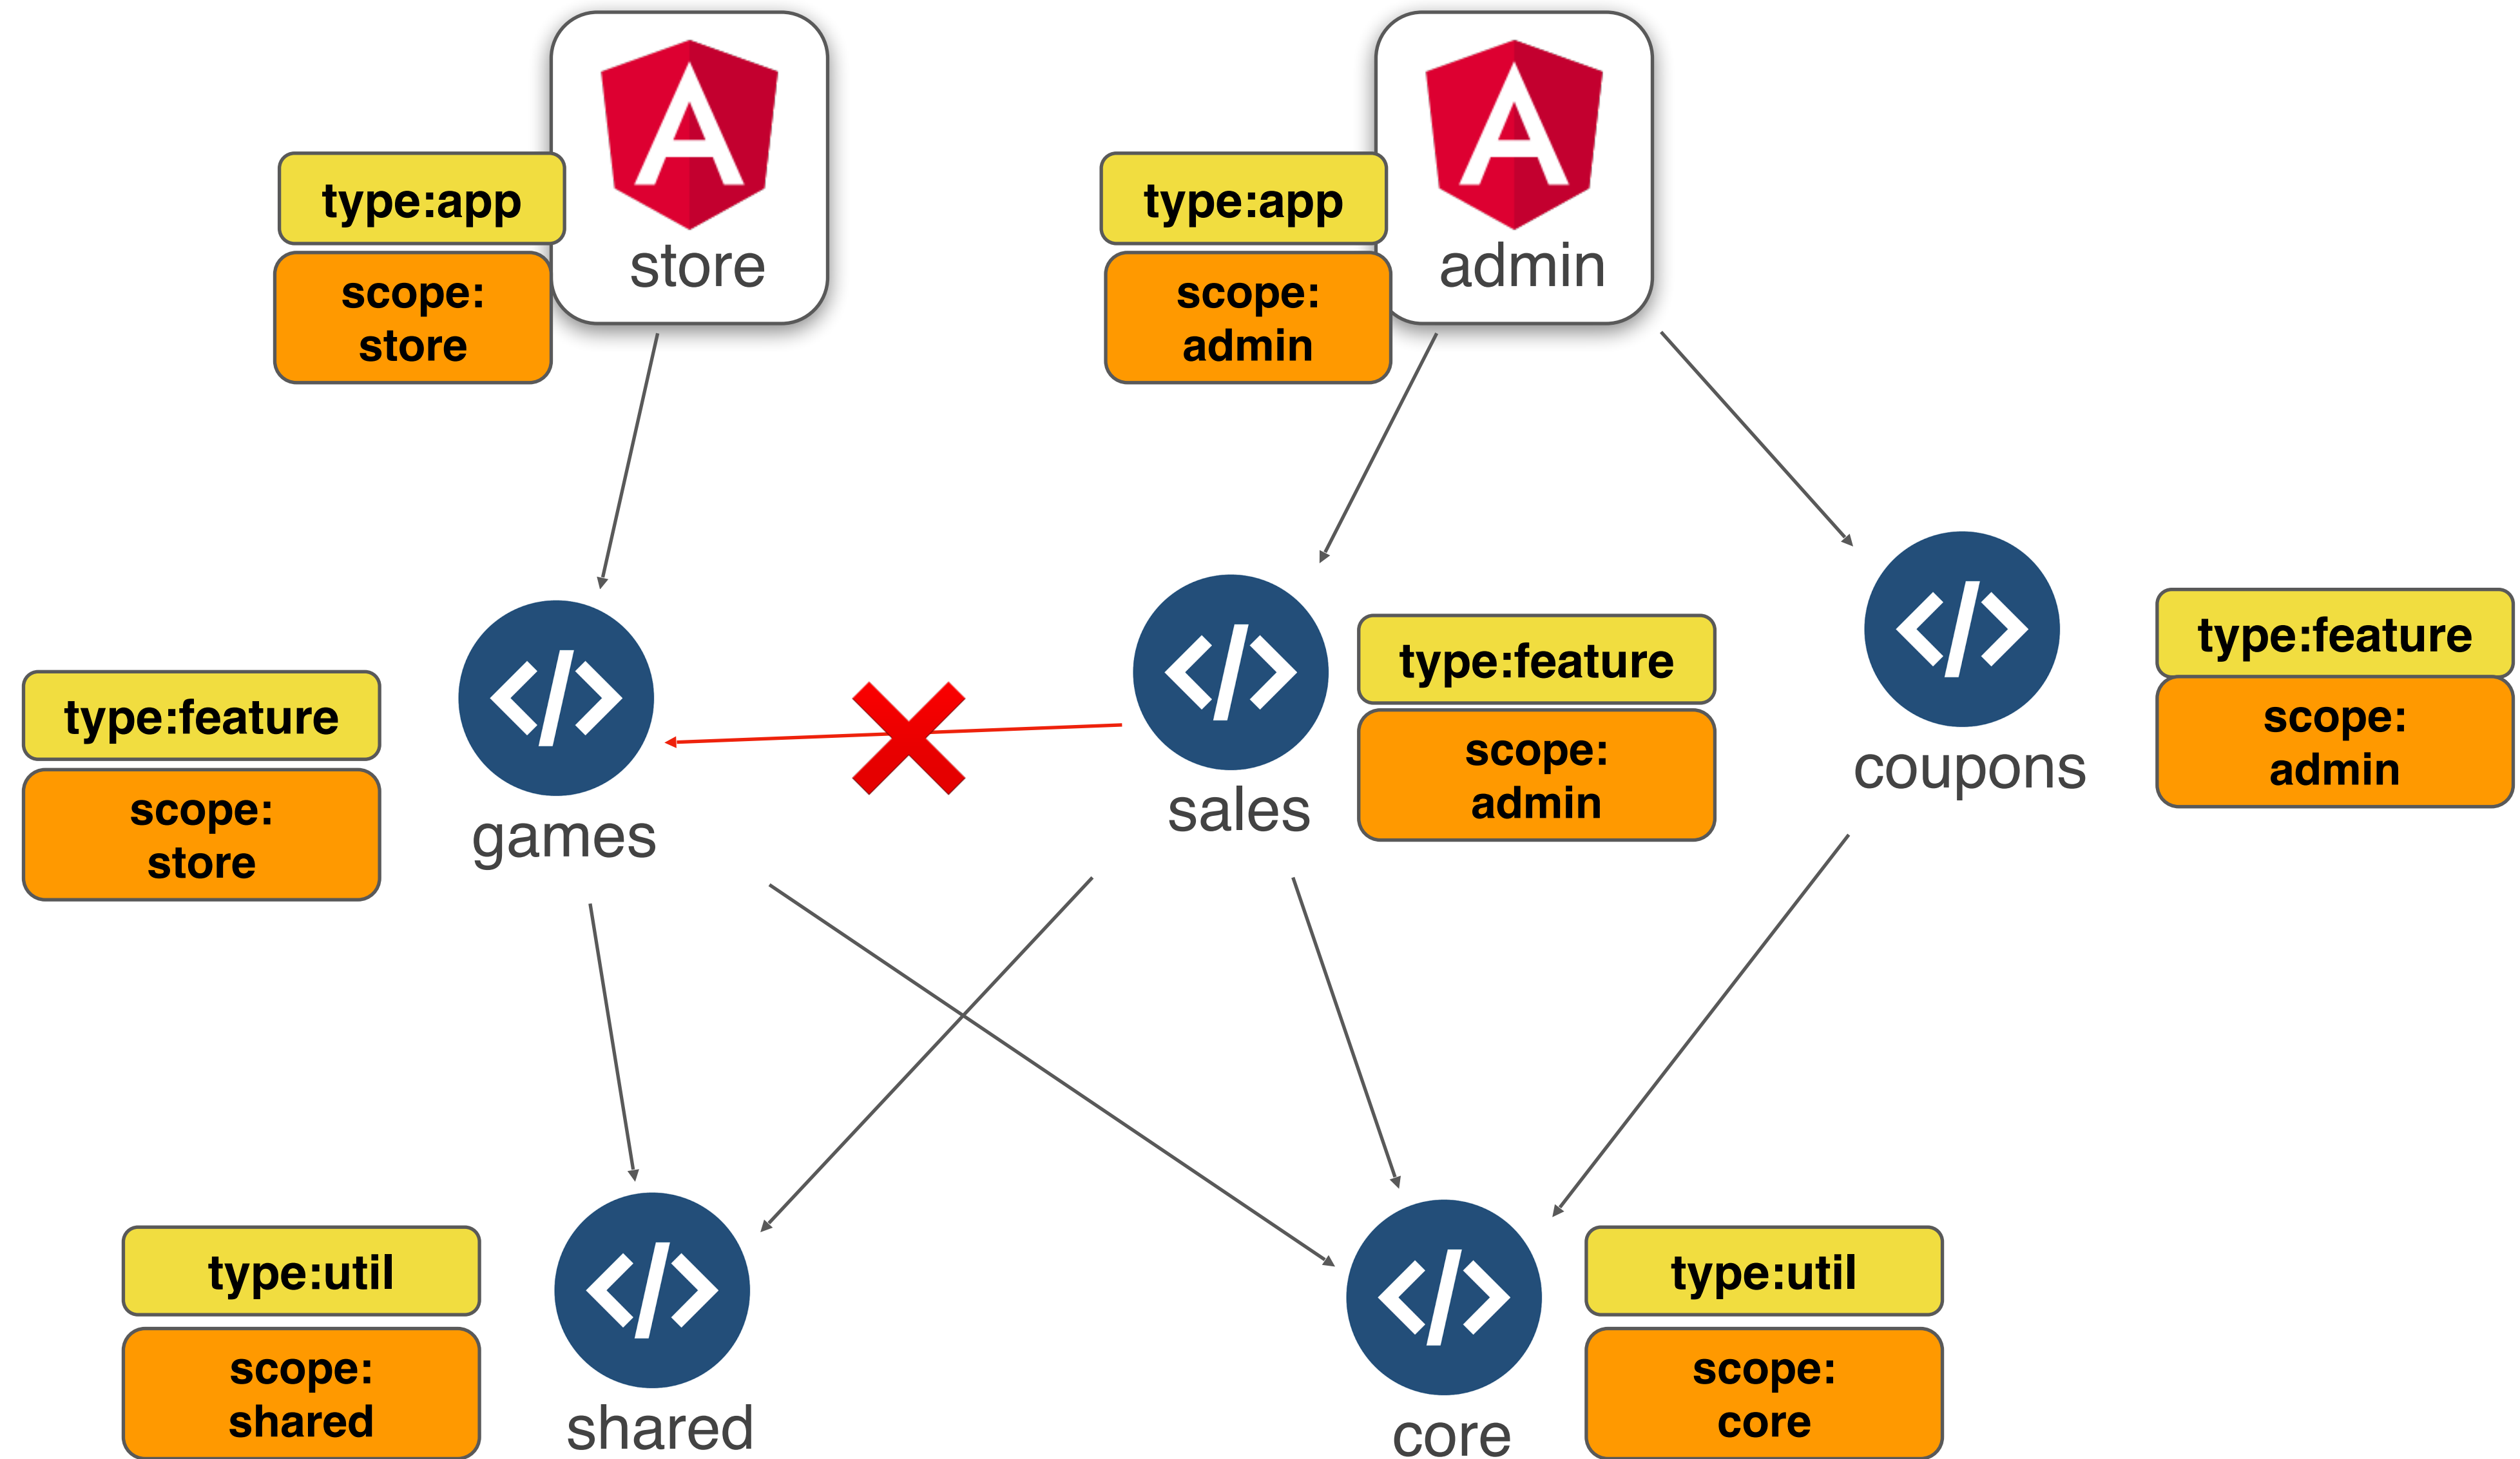 type:app
scope:
store
store
type:app
scope:
admin
admin
type:feature
scope:
store
games
sales
type:feature
scope:
admin
coupons
type:feature
scope:
admin
type:util
scope:
shared
shared
core
type:util
scope:
core